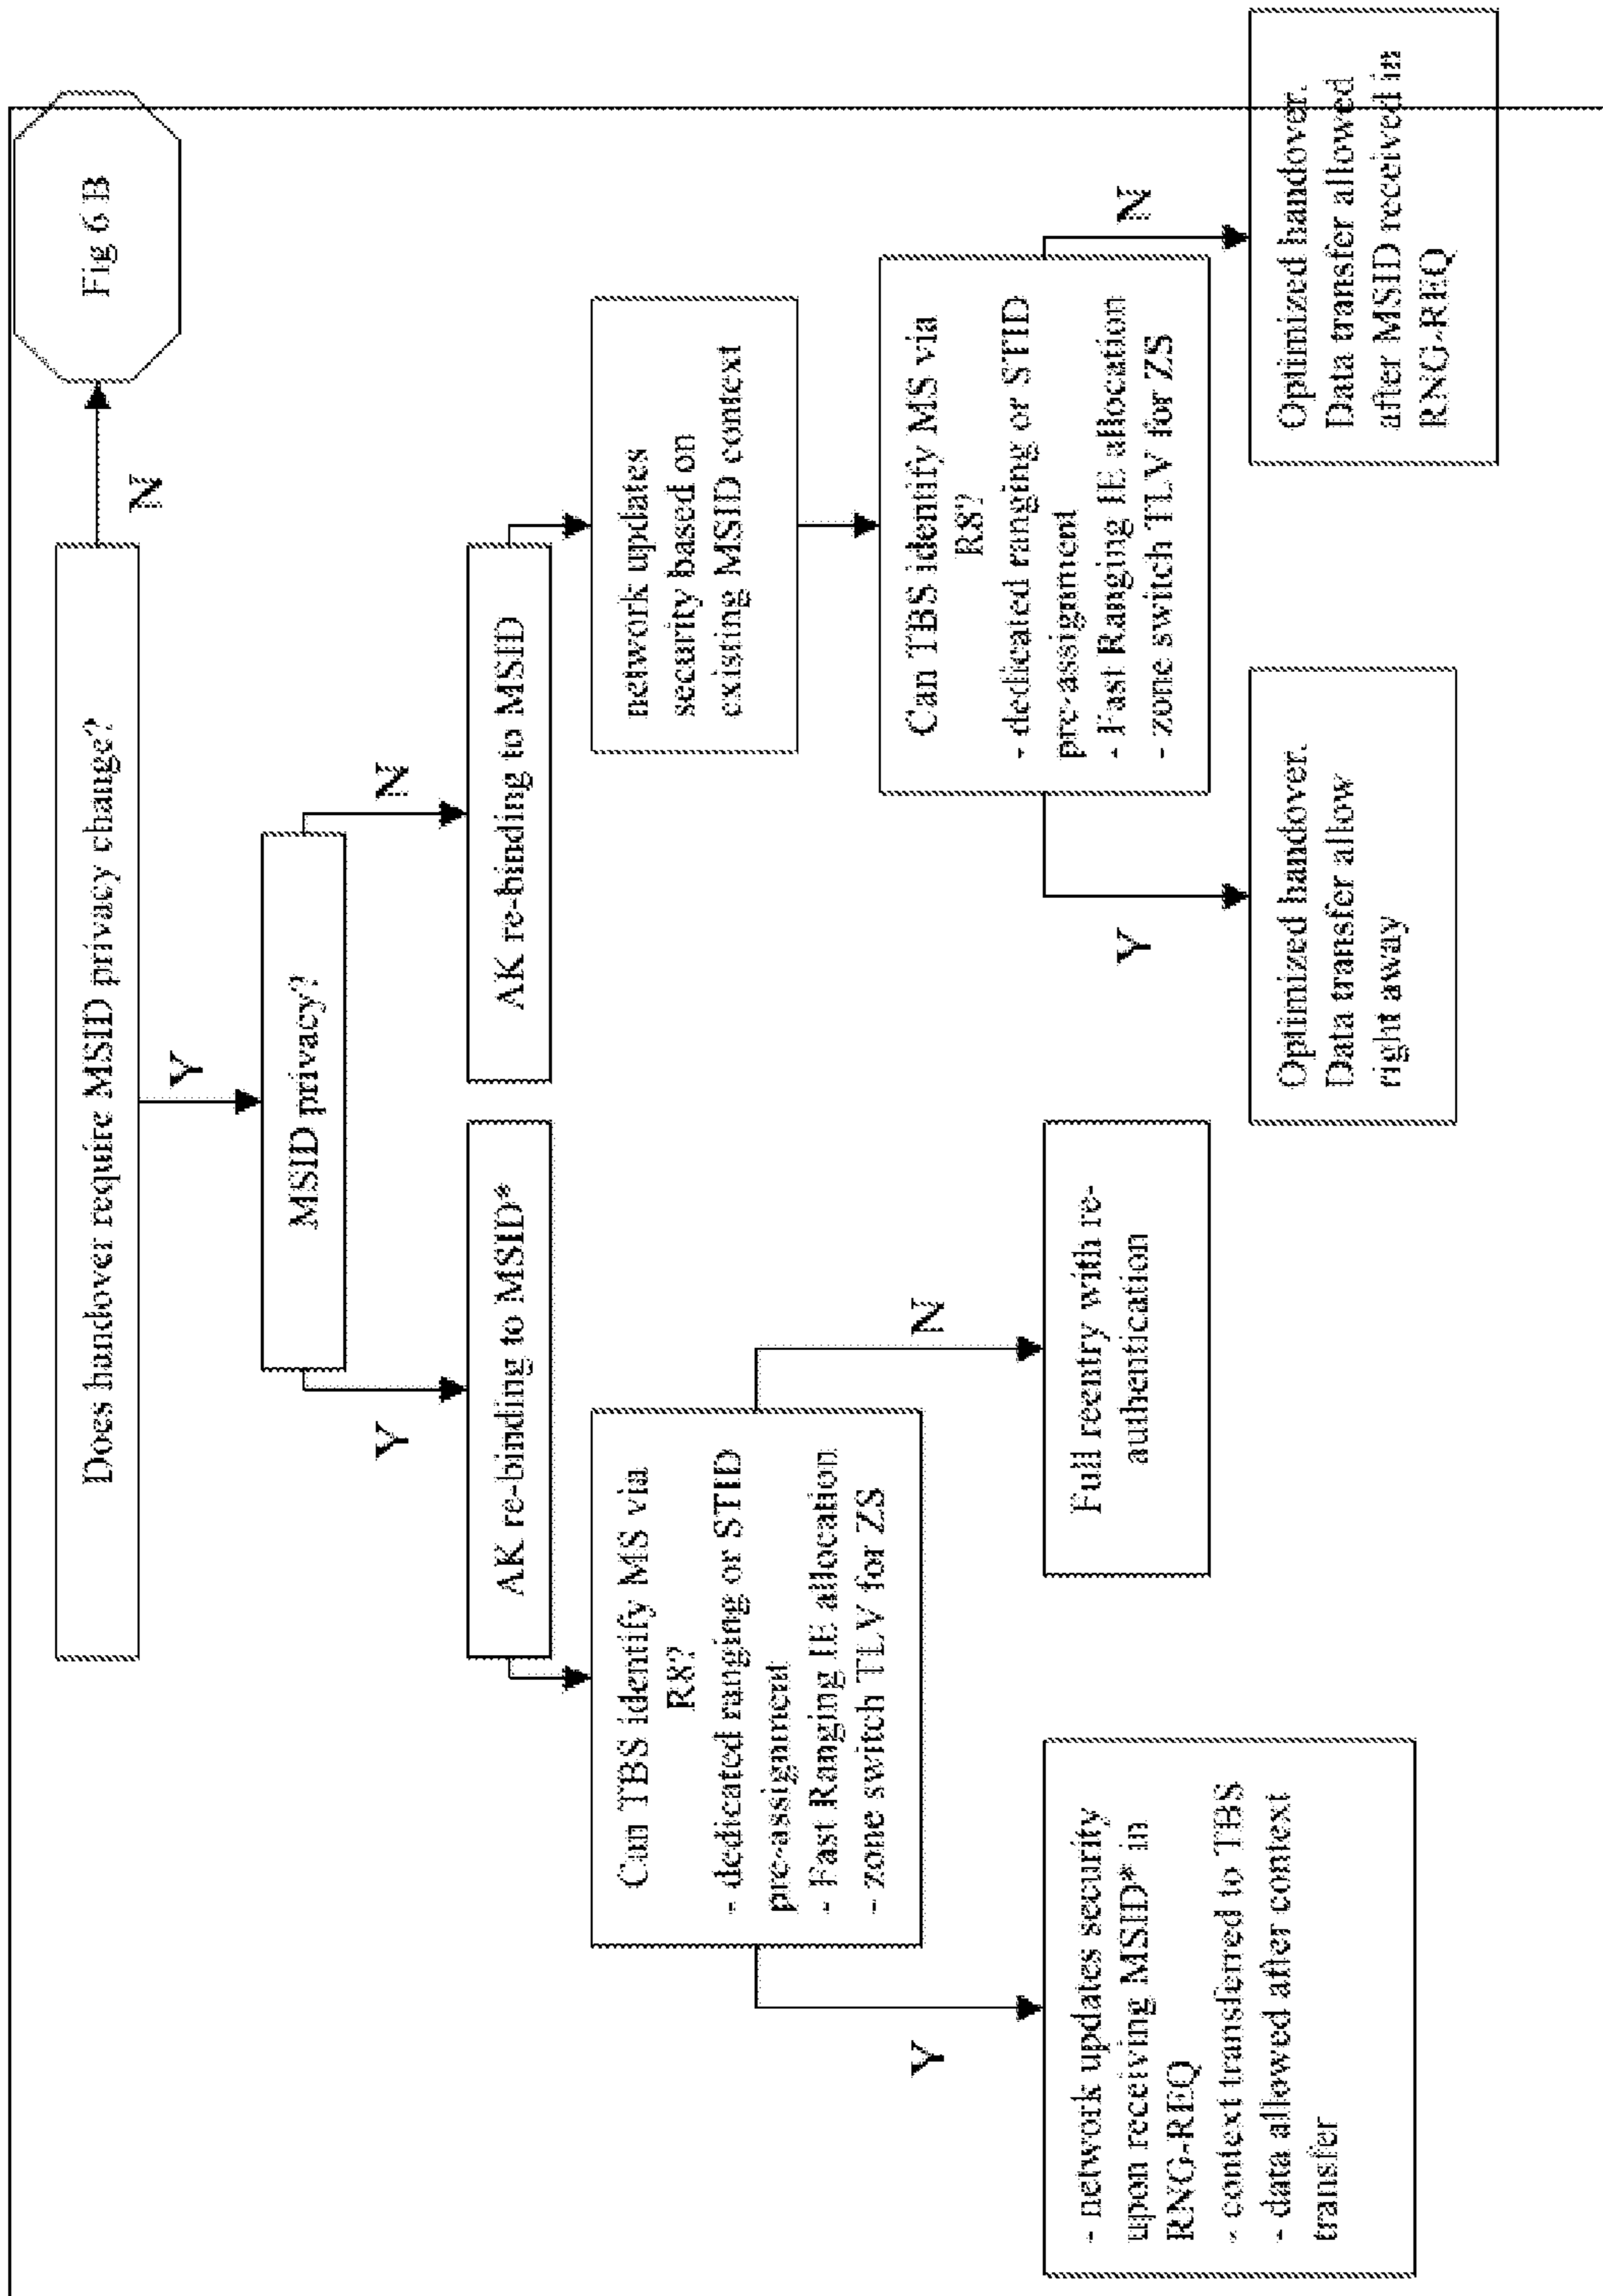 Does handover require MSID privacy change?
N
Fig 6 B
Y
MSID privacy?
Y
N
AK re-binding to MSID*
AK re-binding to MSID
Can TBS identify MS via
R8?
- dedicated ranging or STID
pre-assignment
- Fast Ranging IE allocation
- zone switch TLV for ZS
network updates
security based on
existing MSID context
Y
N
- network updates security
upon receiving MSID* in
RNG-REQ
- context transferred to TBS
- data allowed after context
transfer
Full reentry with re-
authentication
Can TBS identify MS via
R8?
- dedicated ranging or STID
pre-assignment
- Fast Ranging IE allocation
- zone switch TLV for ZS
Y
N
Optimized handover.
Data transfer allow
right away
Optimized handover.
Data transfer allowed
after MSID received in
RNG-REQ